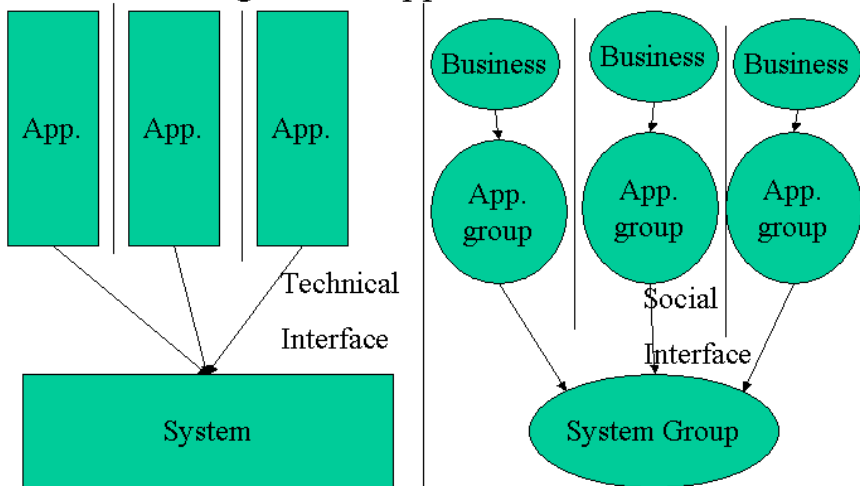 App.
App.
App.
Technical
Interface
System
Business
Business
Business
App.
group
App.
group
App.
group
Social
Interface
System Group